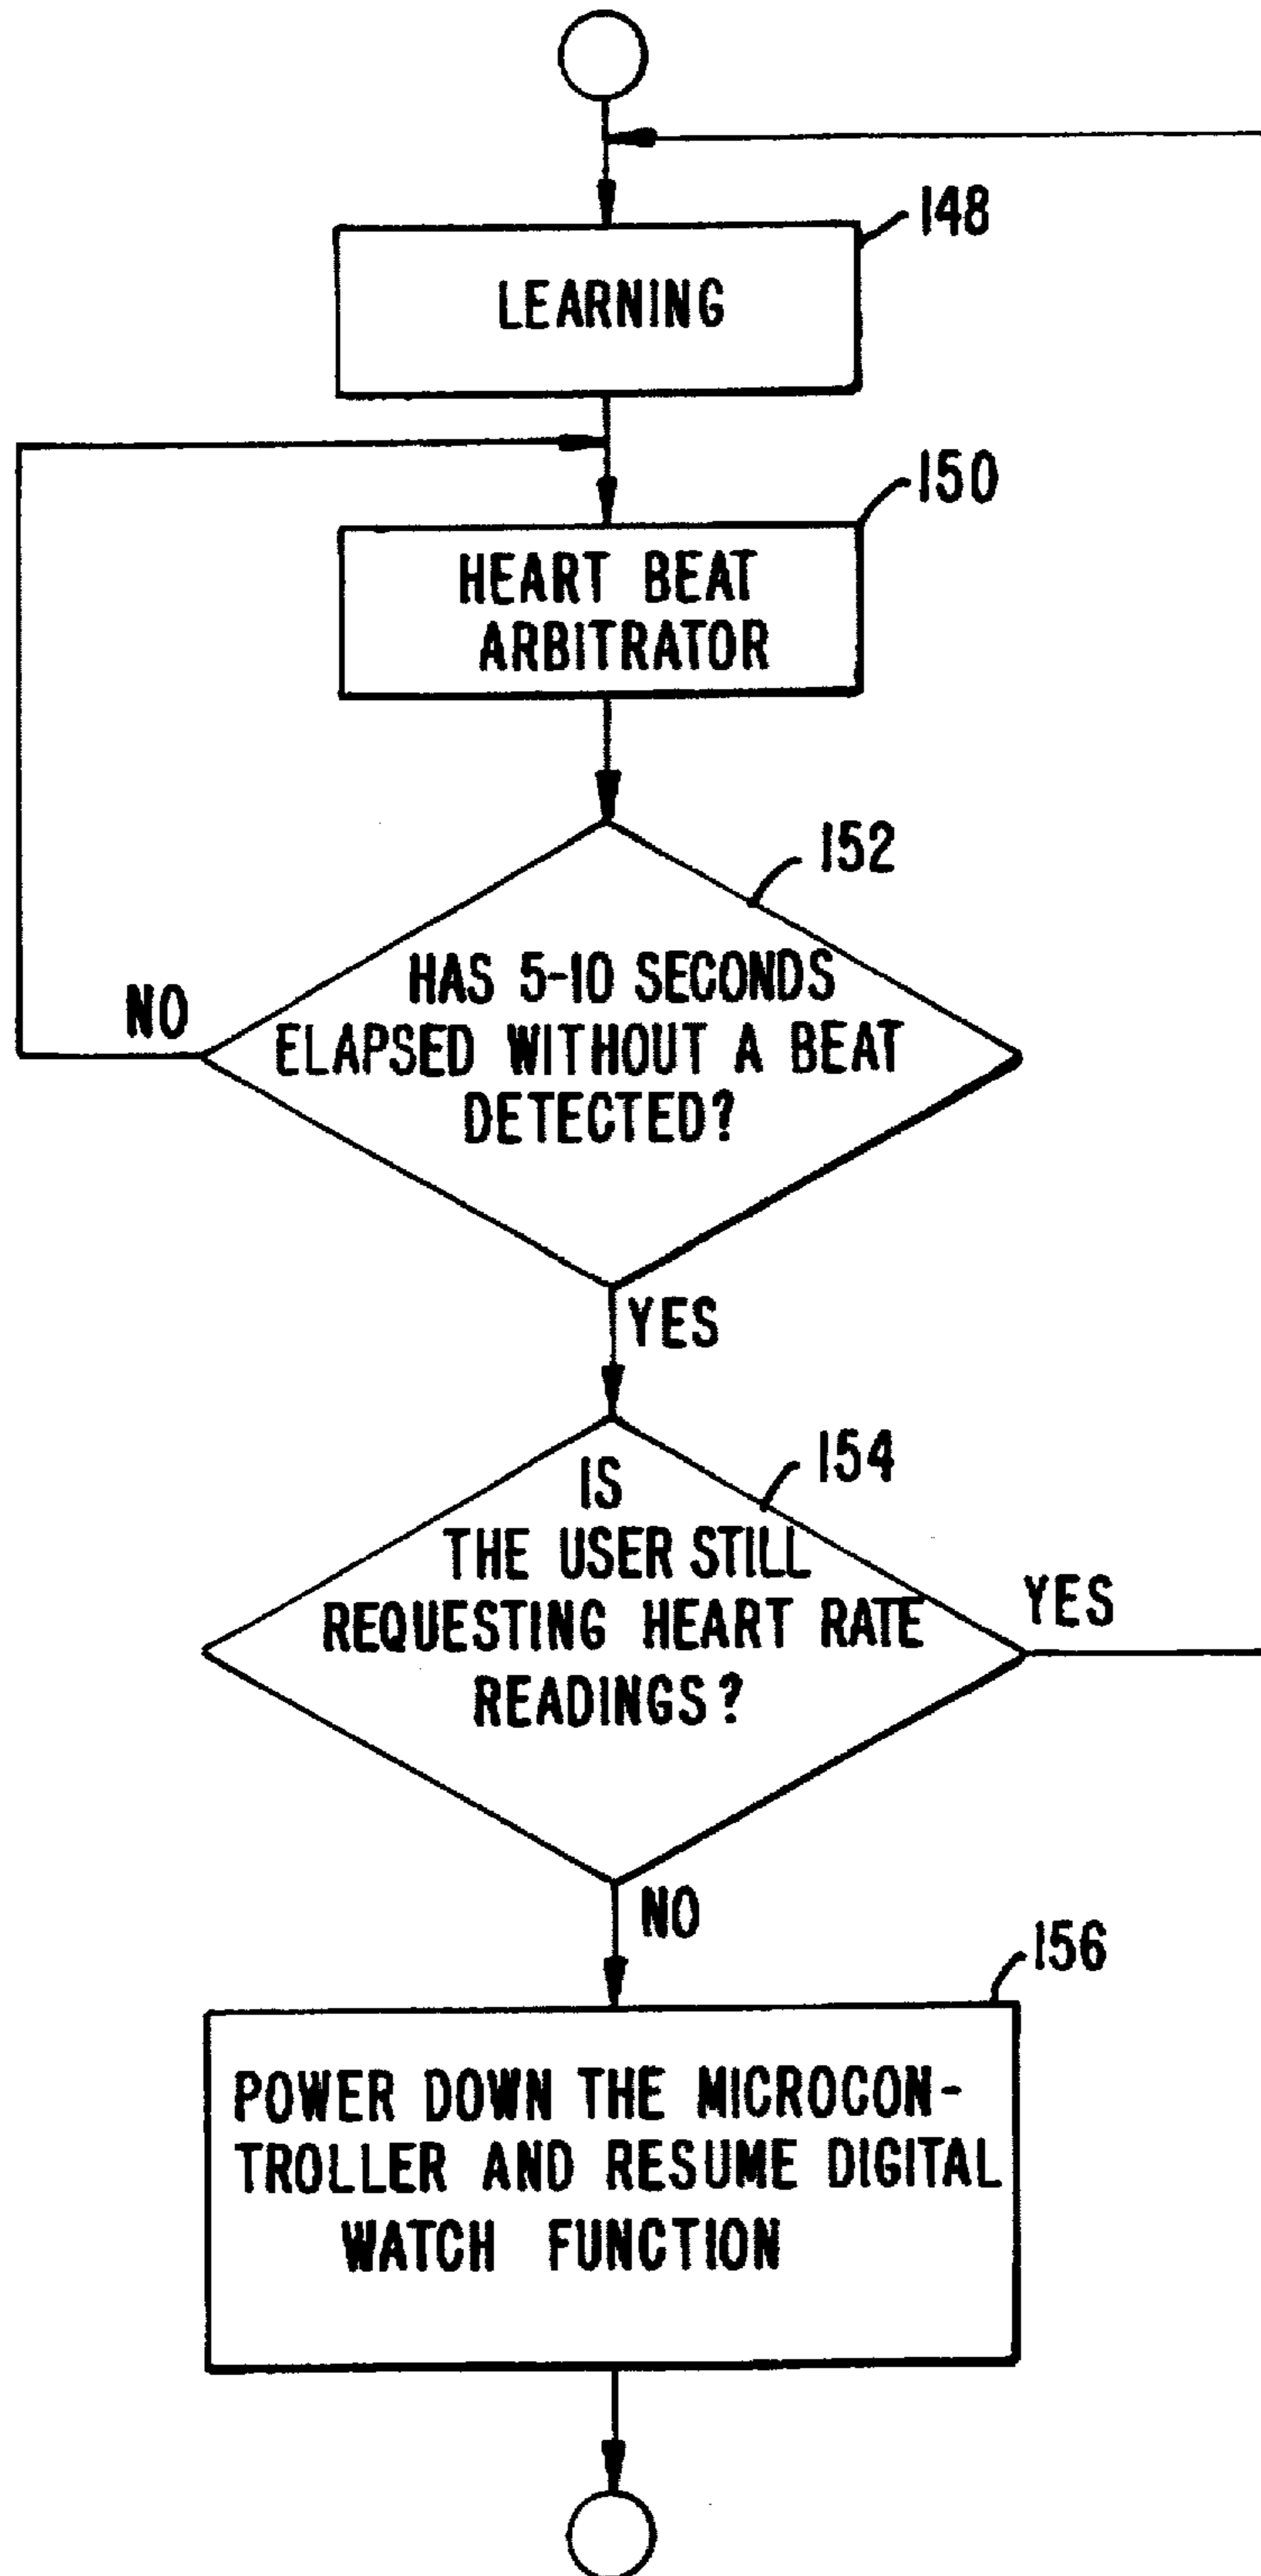 148
LEARNING
150
HEART BEAT
ARBITRATOR
152
HAS 5-10 SECONDS
NO
ELAPSED WITHOUT A BEAT
DETECTED?
YES
154
IS
THE USER STILL
YES
REQUESTING HEART RATE
READINGS?
NO
156
POWER DOWN THE MICROCON-
TROLLER AND RESUME DIGITAL
WATCH FUNCTION